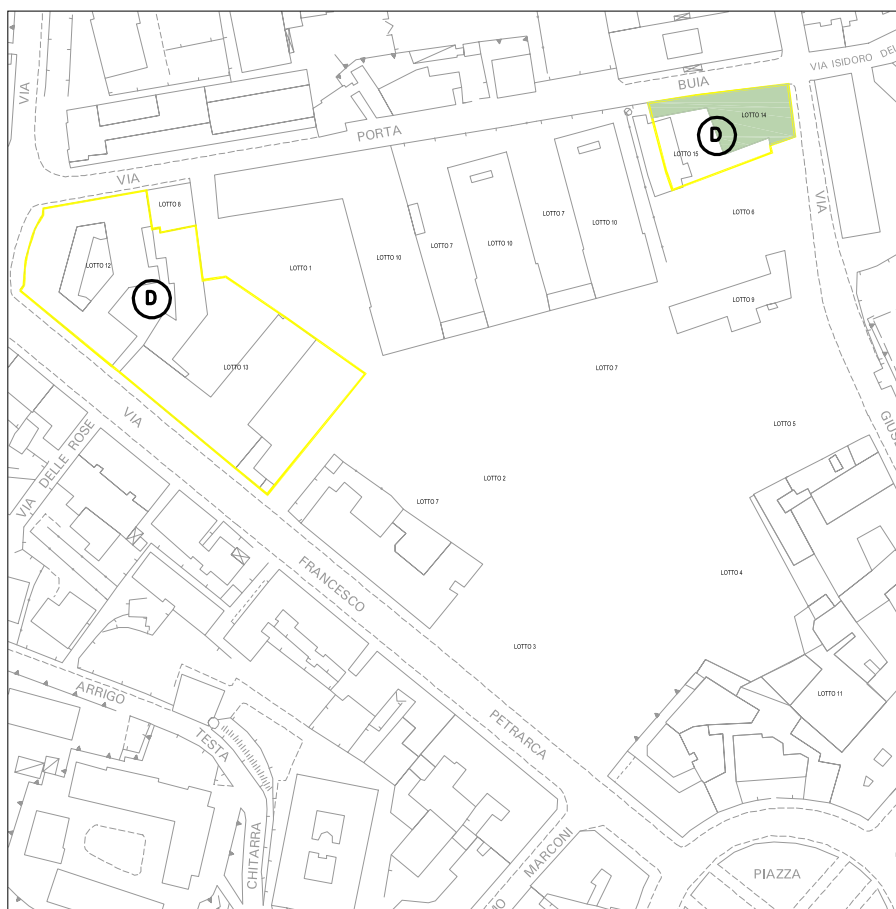 VIA
VIA ISIDORO DEL
BUIA
LOTTO 14
D
PORTA
LOTTO 15
VIA
VIA
LOTTO 8
LOTTO 6
LOTTO 7
LOTTO 10
LOTTO 7
LOTTO 10
LOTTO 10
LOTTO 12
LOTTO 1
D
LOTTO 9
LOTTO 13
LOTTO 7
VIA
GIUS
LOTTO 5
VIA DELLE ROSE
LOTTO 2
LOTTO 7
LOTTO 4
FRANCESCO
LOTTO 3
LOTTO 11
ARRIGO
PETRARCA
TESTA
CHITARRA
MARCONI
PIAZZA
MO